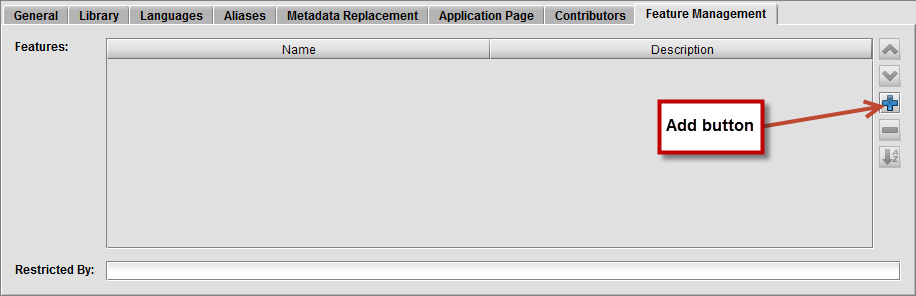 General Library Languages Aliases Metadata Replacement Application Page Contributors Feature Management
Features: Name Description
Add button
A
Z
Restricted By: